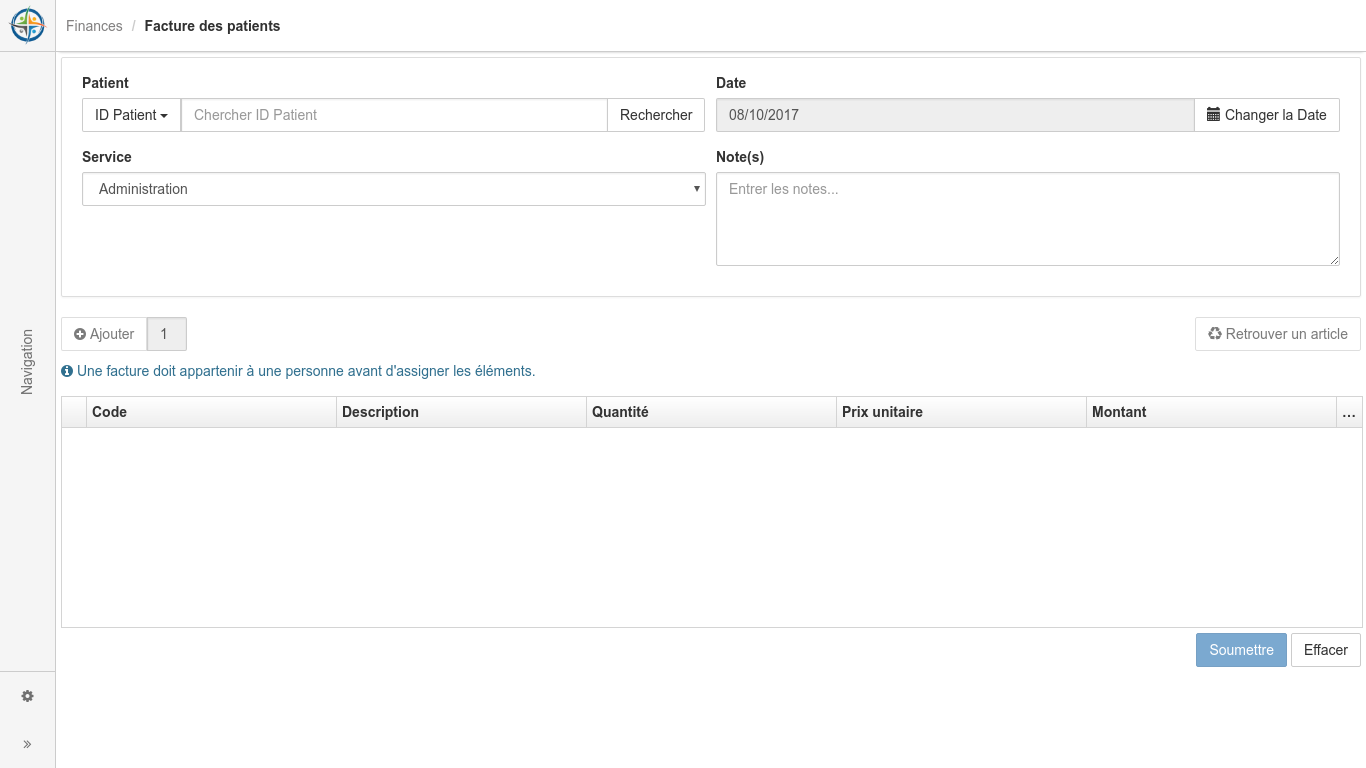 Finances / Facture des patients
Patient
ID Patient
Chercher ID Patient
Rechercher
Date
08/10/2017
Changer la Date
Service
Administration
Note(s)
Entrer les notes...
Navigation
Ajouter
1
Retrouver un article
Une facture doit appartenir à une personne avant d'assigner les éléments.
Code
Description
Quantité
Prix unitaire
Montant
...
Soumettre
Effacer